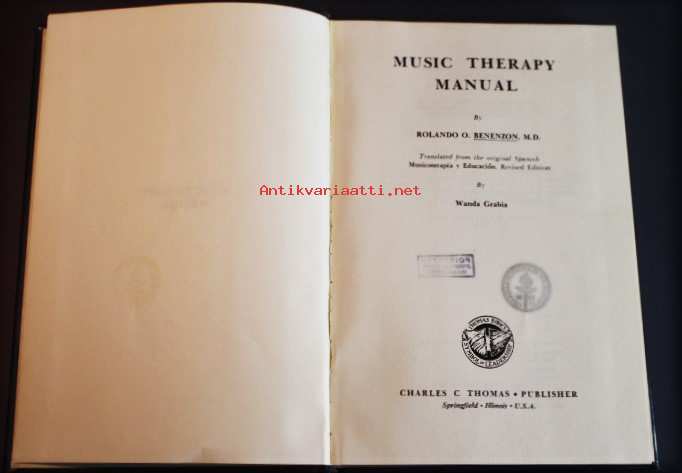 Antikvariaatti.net
MUSIC THERAPY
MANUAL
By
ROLANDO O. BENENZON, M.D.
Translated from the original Spanish
Musicoterapia y Educación, Revised Edition
By
Wanda Grabia
CHARLES C THOMAS • PUBLISHER
Springfield • Illinois • U.S.A.